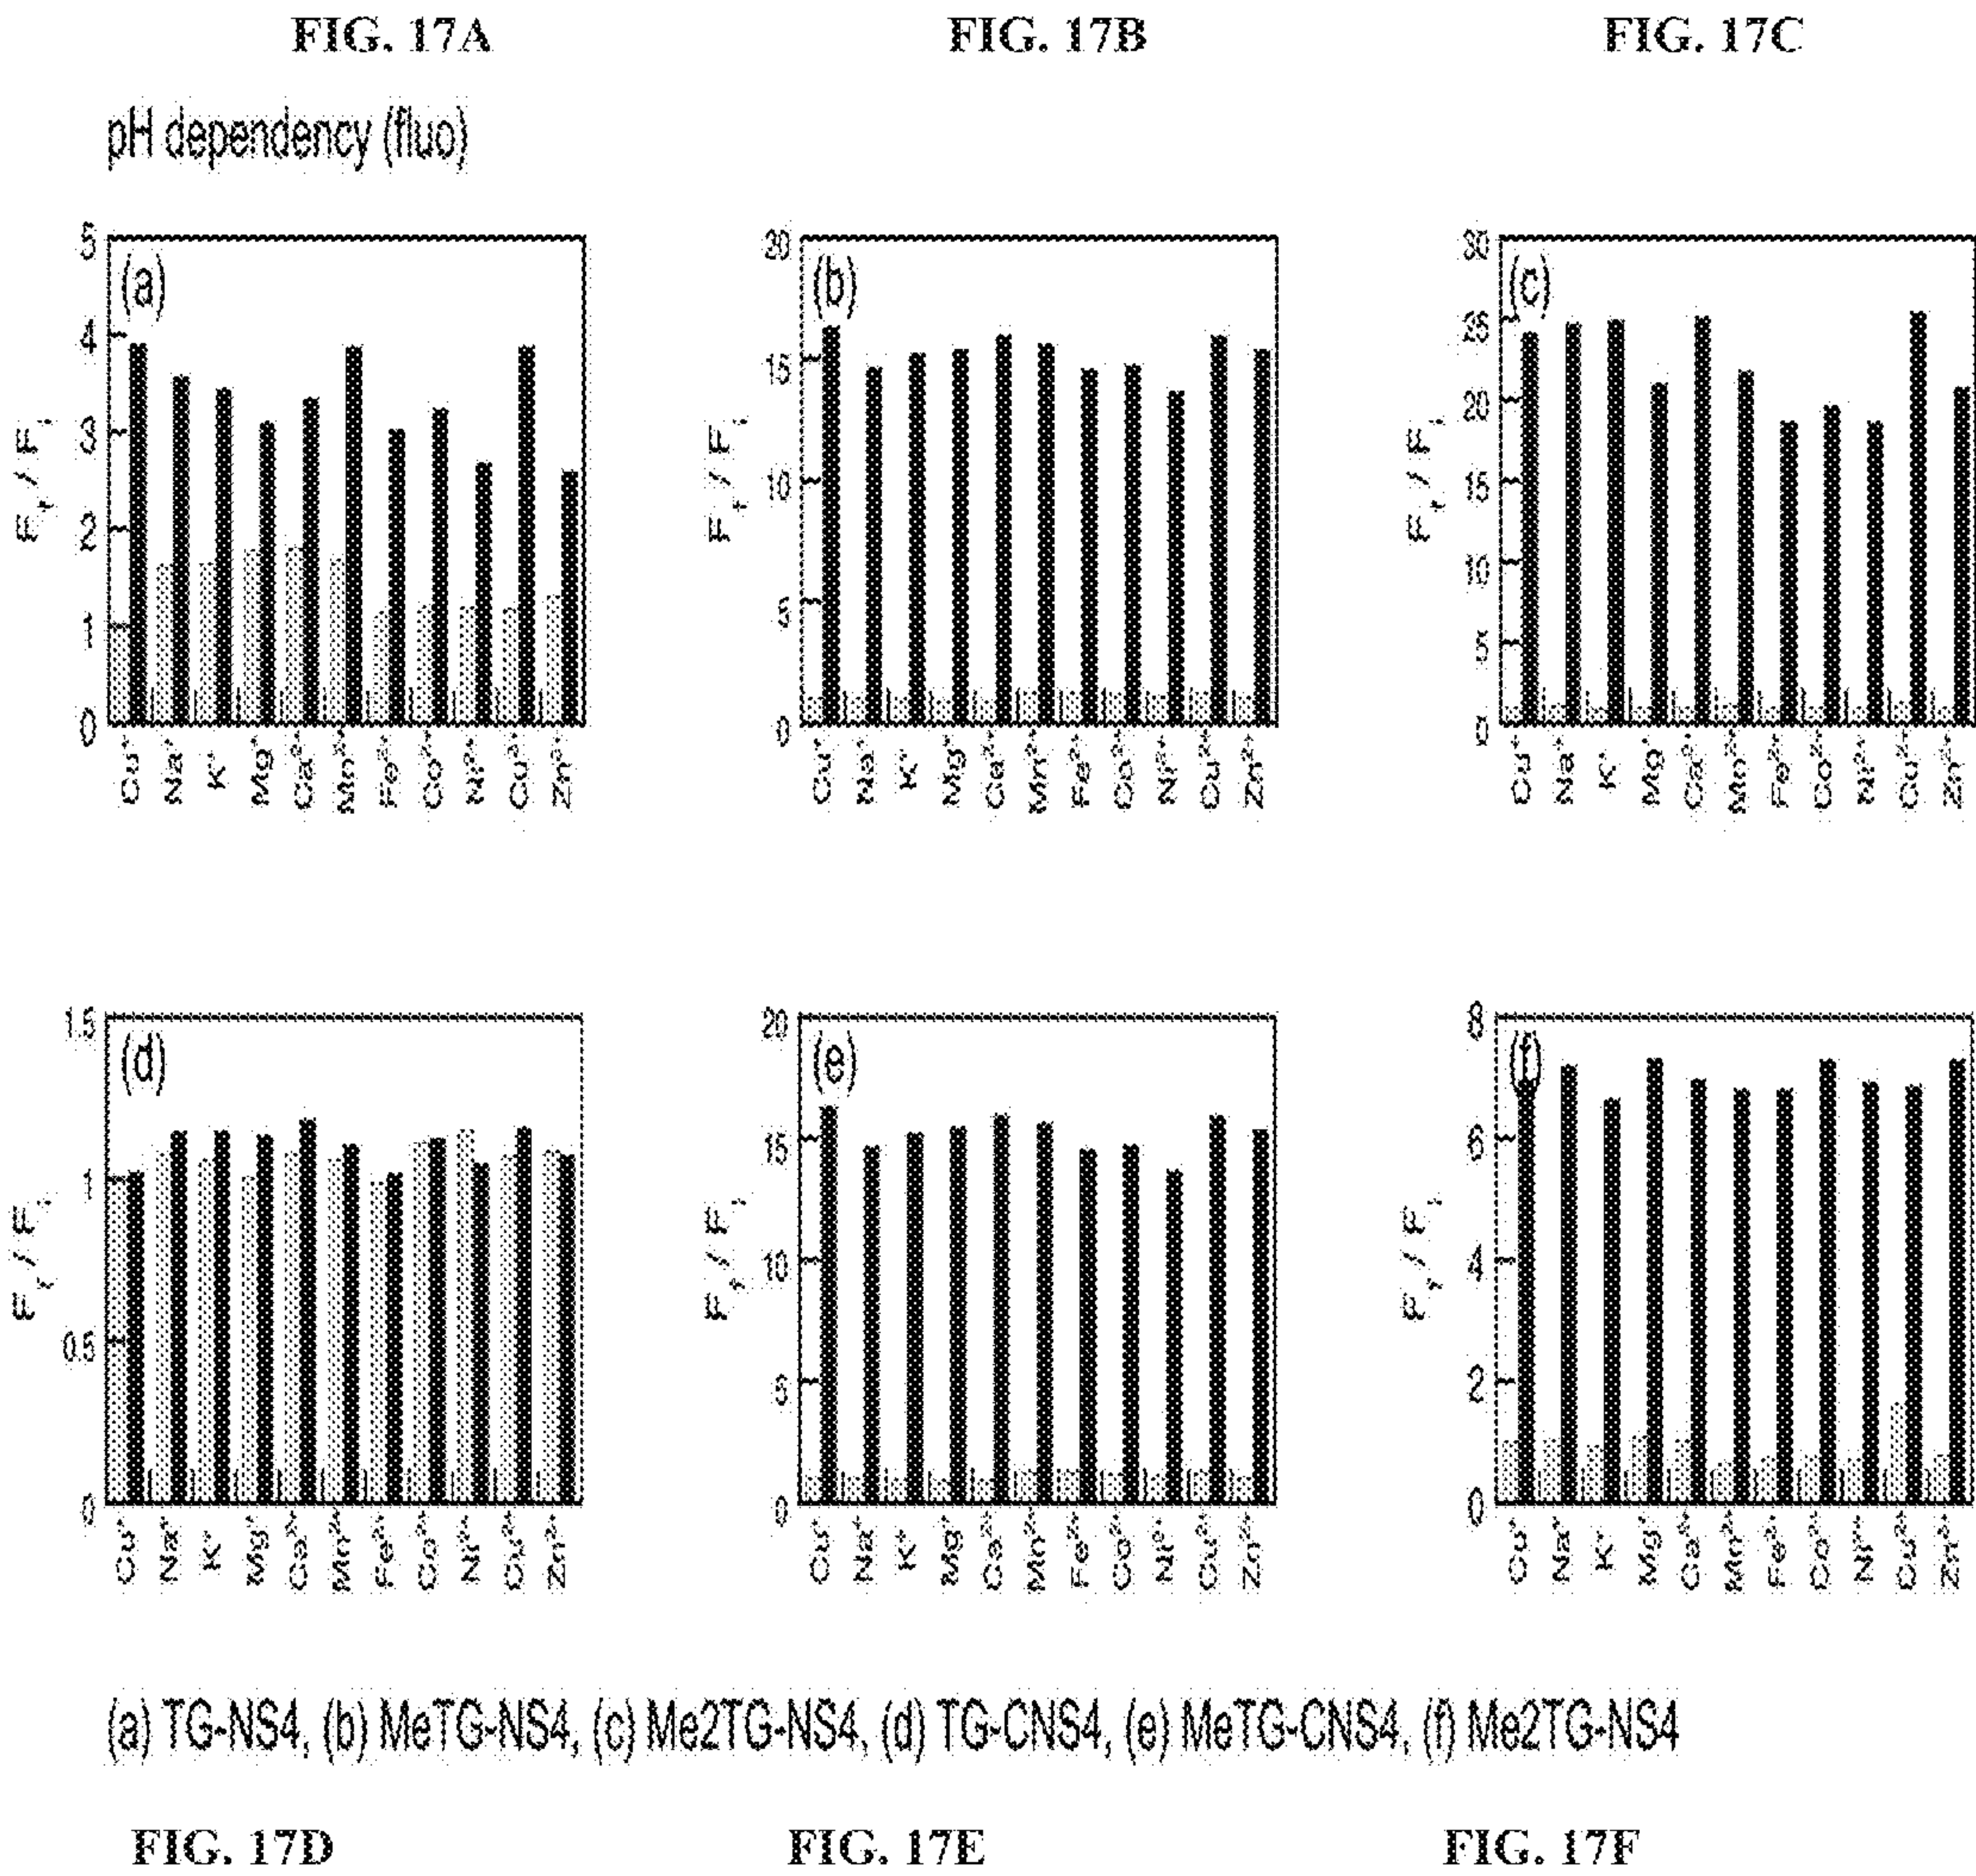 FIG. 17A FIG. 17B FIG. 17C
pH dependency (fluo)
5 4 3 2 1 0
(a)
F_f / F_i
Cu⁺ Na⁺ K⁺ Mg⁺ Ca²⁺ Mn²⁺ Fe²⁺ Co²⁺ Ni²⁺ Cu²⁺ Zn²⁺
20 15 10 5 0
(b)
F_f / F_i
Cu⁺ Na⁺ K⁺ Mg⁺ Ca²⁺ Mn²⁺ Fe²⁺ Co²⁺ Ni²⁺ Cu²⁺ Zn²⁺
30 25 20 15 10 5 0
(c)
F_f / F_i
Cu⁺ Na⁺ K⁺ Mg⁺ Ca²⁺ Mn²⁺ Fe²⁺ Co²⁺ Ni²⁺ Cu²⁺ Zn²⁺
1.5 1 0.5 0
(d)
F_f / F_i
Cu⁺ Na⁺ K⁺ Mg⁺ Ca²⁺ Mn²⁺ Fe²⁺ Co²⁺ Ni²⁺ Cu²⁺ Zn²⁺
20 15 10 5 0
(e)
F_f / F_i
Cu⁺ Na⁺ K⁺ Mg⁺ Ca²⁺ Mn²⁺ Fe²⁺ Co²⁺ Ni²⁺ Cu²⁺ Zn²⁺
8 6 4 2 0
(f)
F_f / F_i
Cu⁺ Na⁺ K⁺ Mg⁺ Ca²⁺ Mn²⁺ Fe²⁺ Co²⁺ Ni²⁺ Cu²⁺ Zn²⁺
(a) TG-NS4, (b) MeTG-NS4, (c) Me2TG-NS4, (d) TG-CNS4, (e) MeTG-CNS4, (f) Me2TG-NS4
FIG. 17D FIG. 17E FIG. 17F